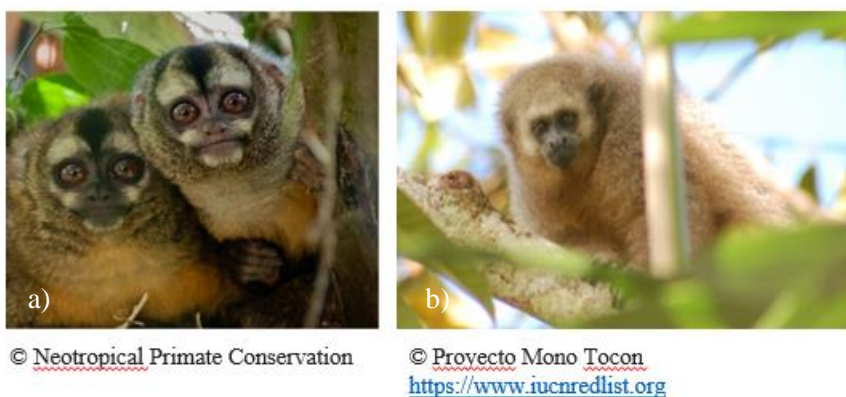 a)
b)
© Neotropical Primate Conservation
© Proyecto Mono Tocon
https://www.iucnredlist.org